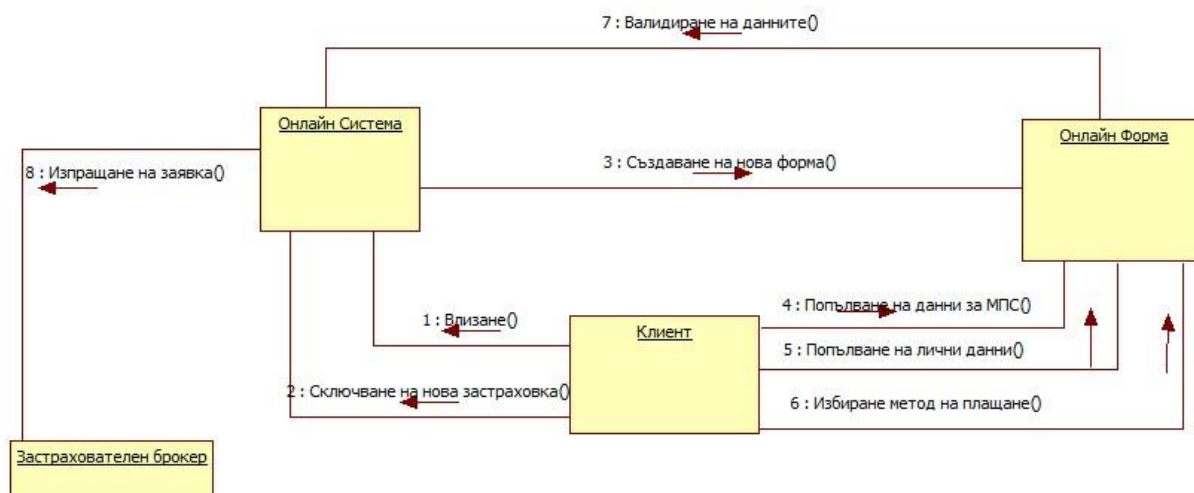 7 : Валидиране на данните()
Онлайн Система
Онлайн Форма
8 : Изпращане на заявка()
3 : Създаване на нова форма()
1 : Влизане()
Клиент
4 : Попълване на данни за МПС()
5 : Попълване на лични данни()
2 : Сключване на нова застраховка()
6 : Избиране метод на плащане()
Застрахователен брокер